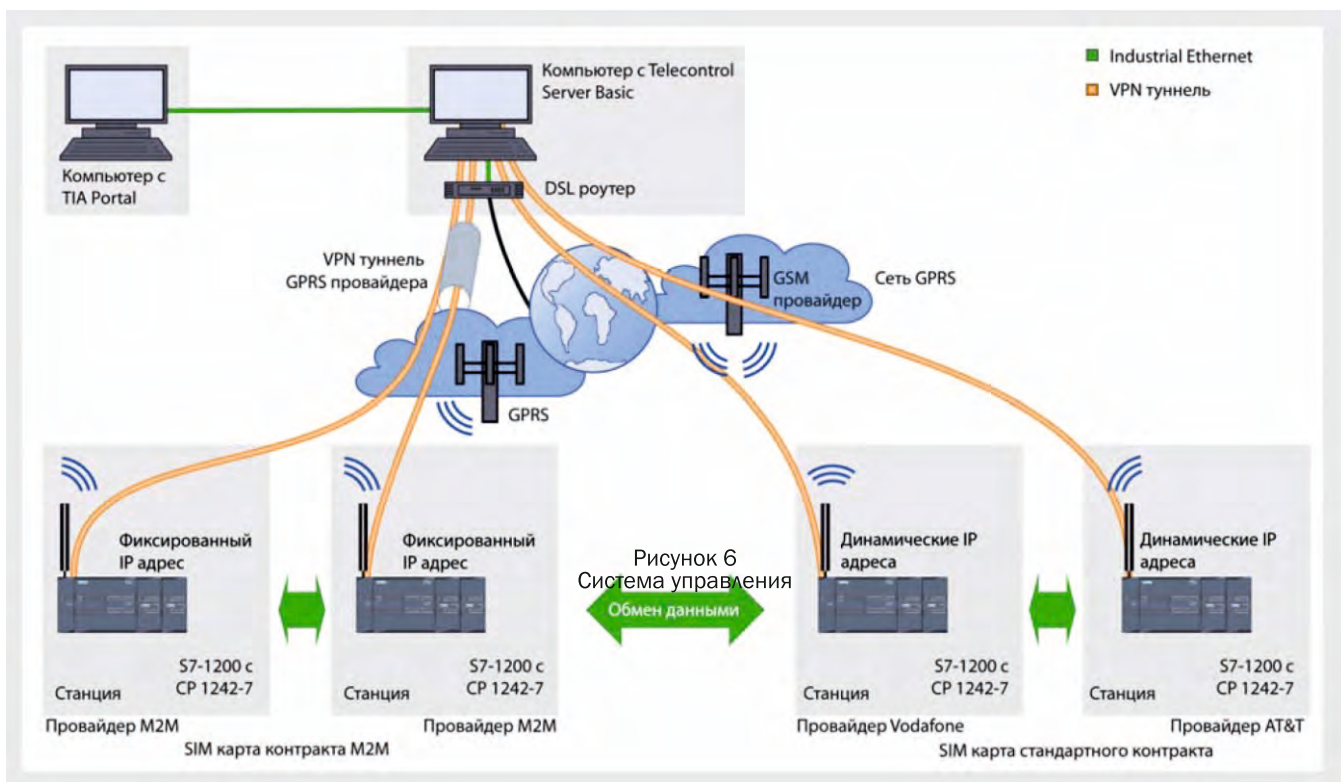 Компьютер с Telecontrol
Server Basic
Industrial Ethernet
VPN туннель
Компьютер с
TIA Portal
DSL роутер
VPN туннель
GPRS провайдера
GSM
провайдер
Сеть GPRS
GPRS
Фиксированный
IP адрес
Фиксированный
IP адрес
Рисунок 6
Система управления
Обмен данными
Динамические IP
адреса
Динамические IP
адреса
S7-1200 с
CP 1242-7
Станция
S7-1200 с
CP 1242-7
Станция
S7-1200 с
CP 1242-7
Станция
S7-1200 с
CP 1242-7
Станция
Провайдер M2M
Провайдер M2M
Провайдер Vodafone
Провайдер AT&T
SIM карта контракта M2M
SIM карта стандартного контракта